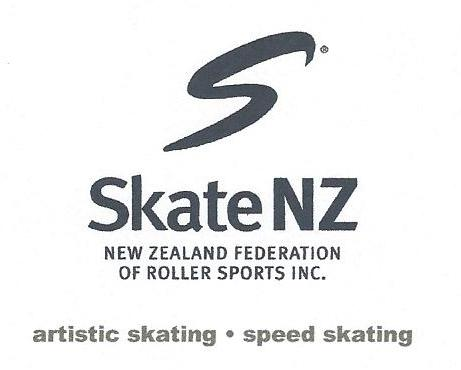 ®
SkateNZ
NEW ZEALAND FEDERATION
OF ROLLER SPORTS INC.
artistic skating • speed skating